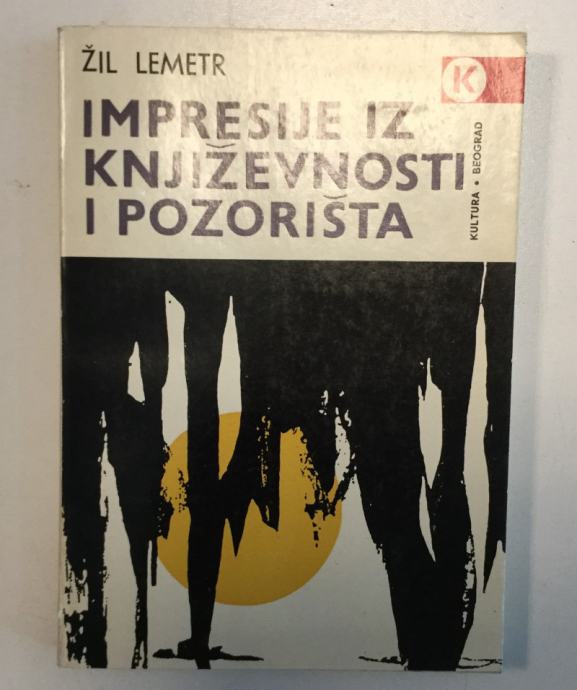 ŽIL LEMETR
K
IMPRESIJE IZ
KNJIŽEVNOSTI
I POZORIŠTA
KULTURA • BEOGRAD